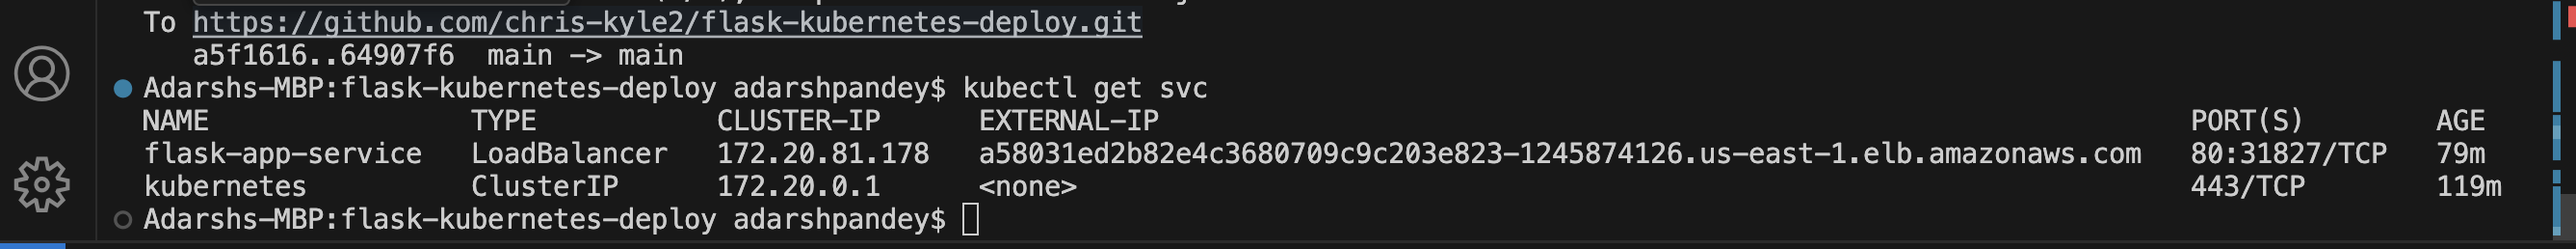 To https://github.com/chris-kyle2/flask-kubernetes-deploy.git
a5f1616..64907f6 main -> main
Adarshs-MBP:flask-kubernetes-deploy adarshpandey$ kubectl get svc
NAME TYPE CLUSTER-IP EXTERNAL-IP PORT(S) AGE
flask-app-service LoadBalancer 172.20.81.178 a58031ed2b82e4c3680709c9c203e823-1245874126.us-east-1.elb.amazonaws.com 80:31827/TCP 79m
kubernetes ClusterIP 172.20.0.1 <none> 443/TCP 119m
Adarshs-MBP:flask-kubernetes-deploy adarshpandey$